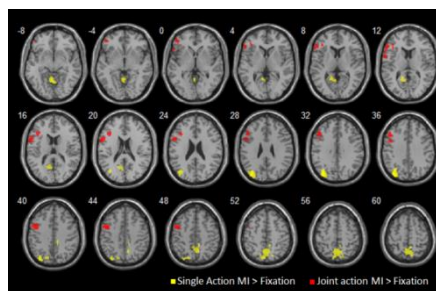 -8 -4 0 4 8 12
16 20 24 28 32 36
40 44 48 52 56 60
Single Action MI > Fixation Joint action MI > Fixation